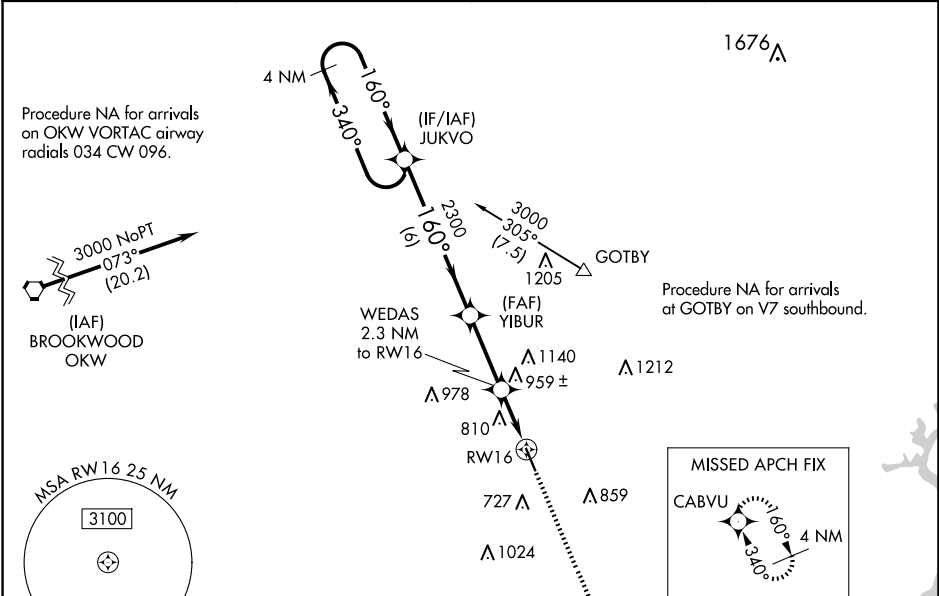 1676
4 NM
160°
340°
(IF/IAF)
JUKVO
Procedure NA for arrivals
on OKW VORTAC airway
radials 034 CW 096.
2300
160°
(6)
3000
305°
(7.5)
GOTBY
1205
3000 NoPT
073°
(20.2)
(IAF)
BROOKWOOD
OKW
Procedure NA for arrivals
at GOTBY on V7 southbound.
(FAF)
YIBUR
WEDAS
2.3 NM
to RW16
1140
959 ±
1212
978
810
RW16
MSA RW16 25 NM
3100
727
859
1024
MISSED APCH FIX
CABVU
160°
4 NM
340°